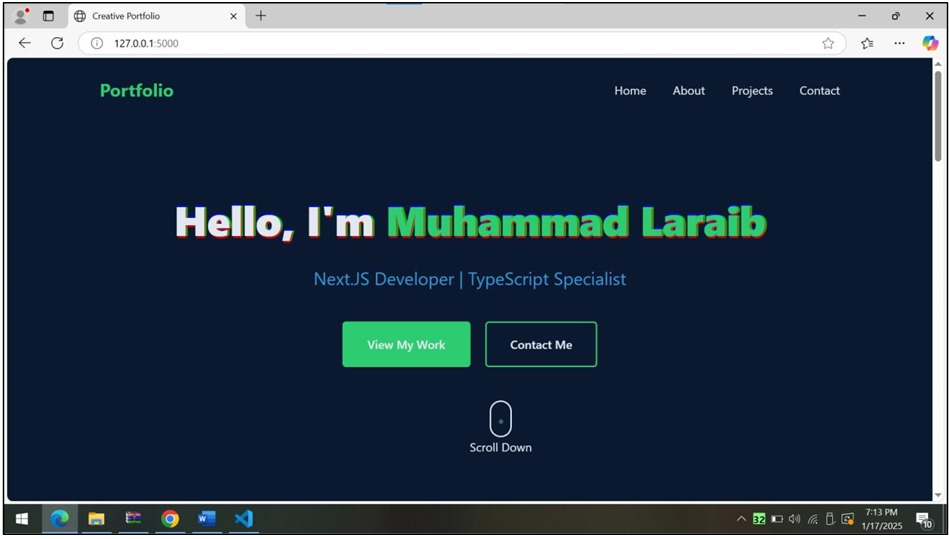 Creative Portfolio
127.0.0.1:5000
Portfolio
Home About Projects Contact
Hello, I'm Muhammad Laraib
Next.JS Developer | TypeScript Specialist
View My Work Contact Me
Scroll Down
32
7:13 PM
1/17/2025
10